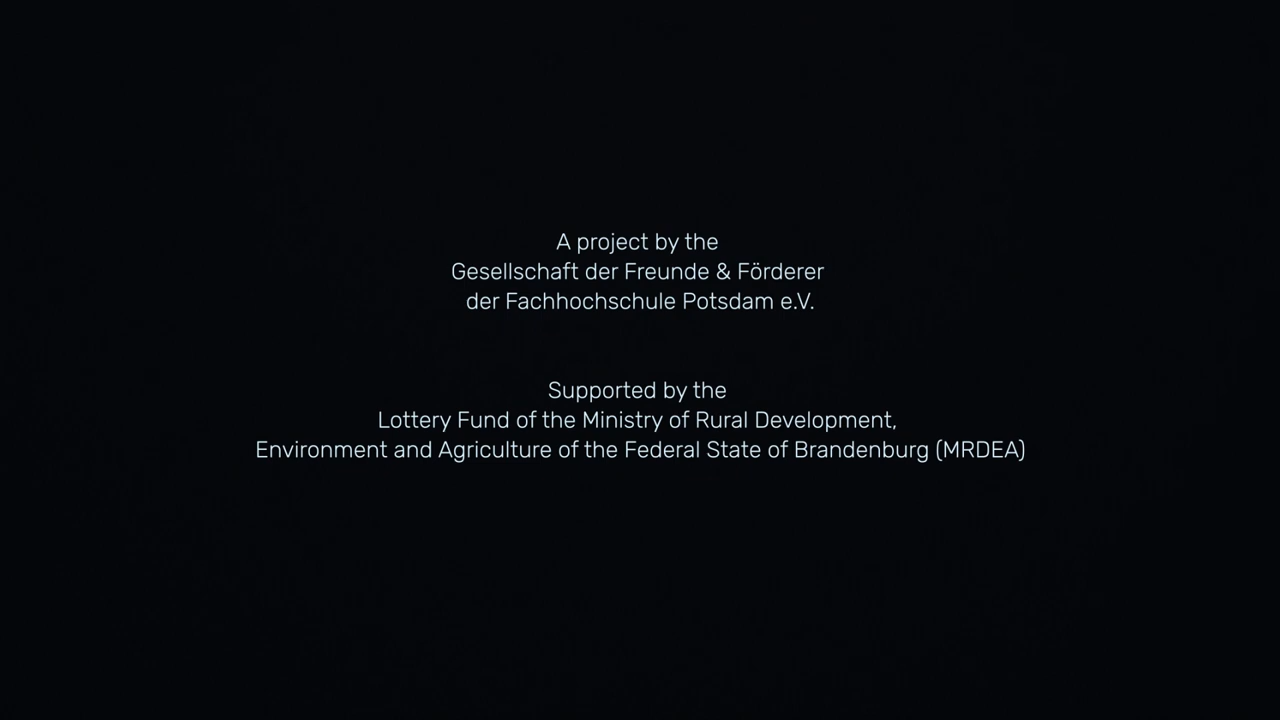 A project by the
Gesellschaft der Freunde & Förderer
der Fachhochschule Potsdam e.V.
Supported by the
Lottery Fund of the Ministry of Rural Development,
Environment and Agriculture of the Federal State of Brandenburg (MRDEA)